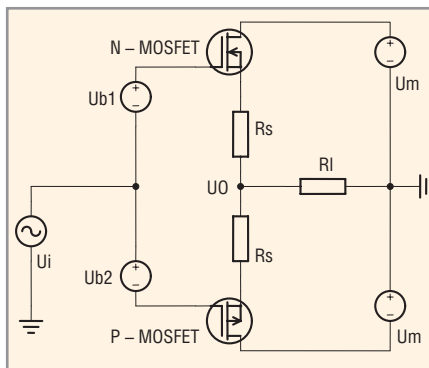 N – MOSFET
Um
Ub1
Rs
Rl
UO
Rs
Ui
Ub2
Um
P – MOSFET